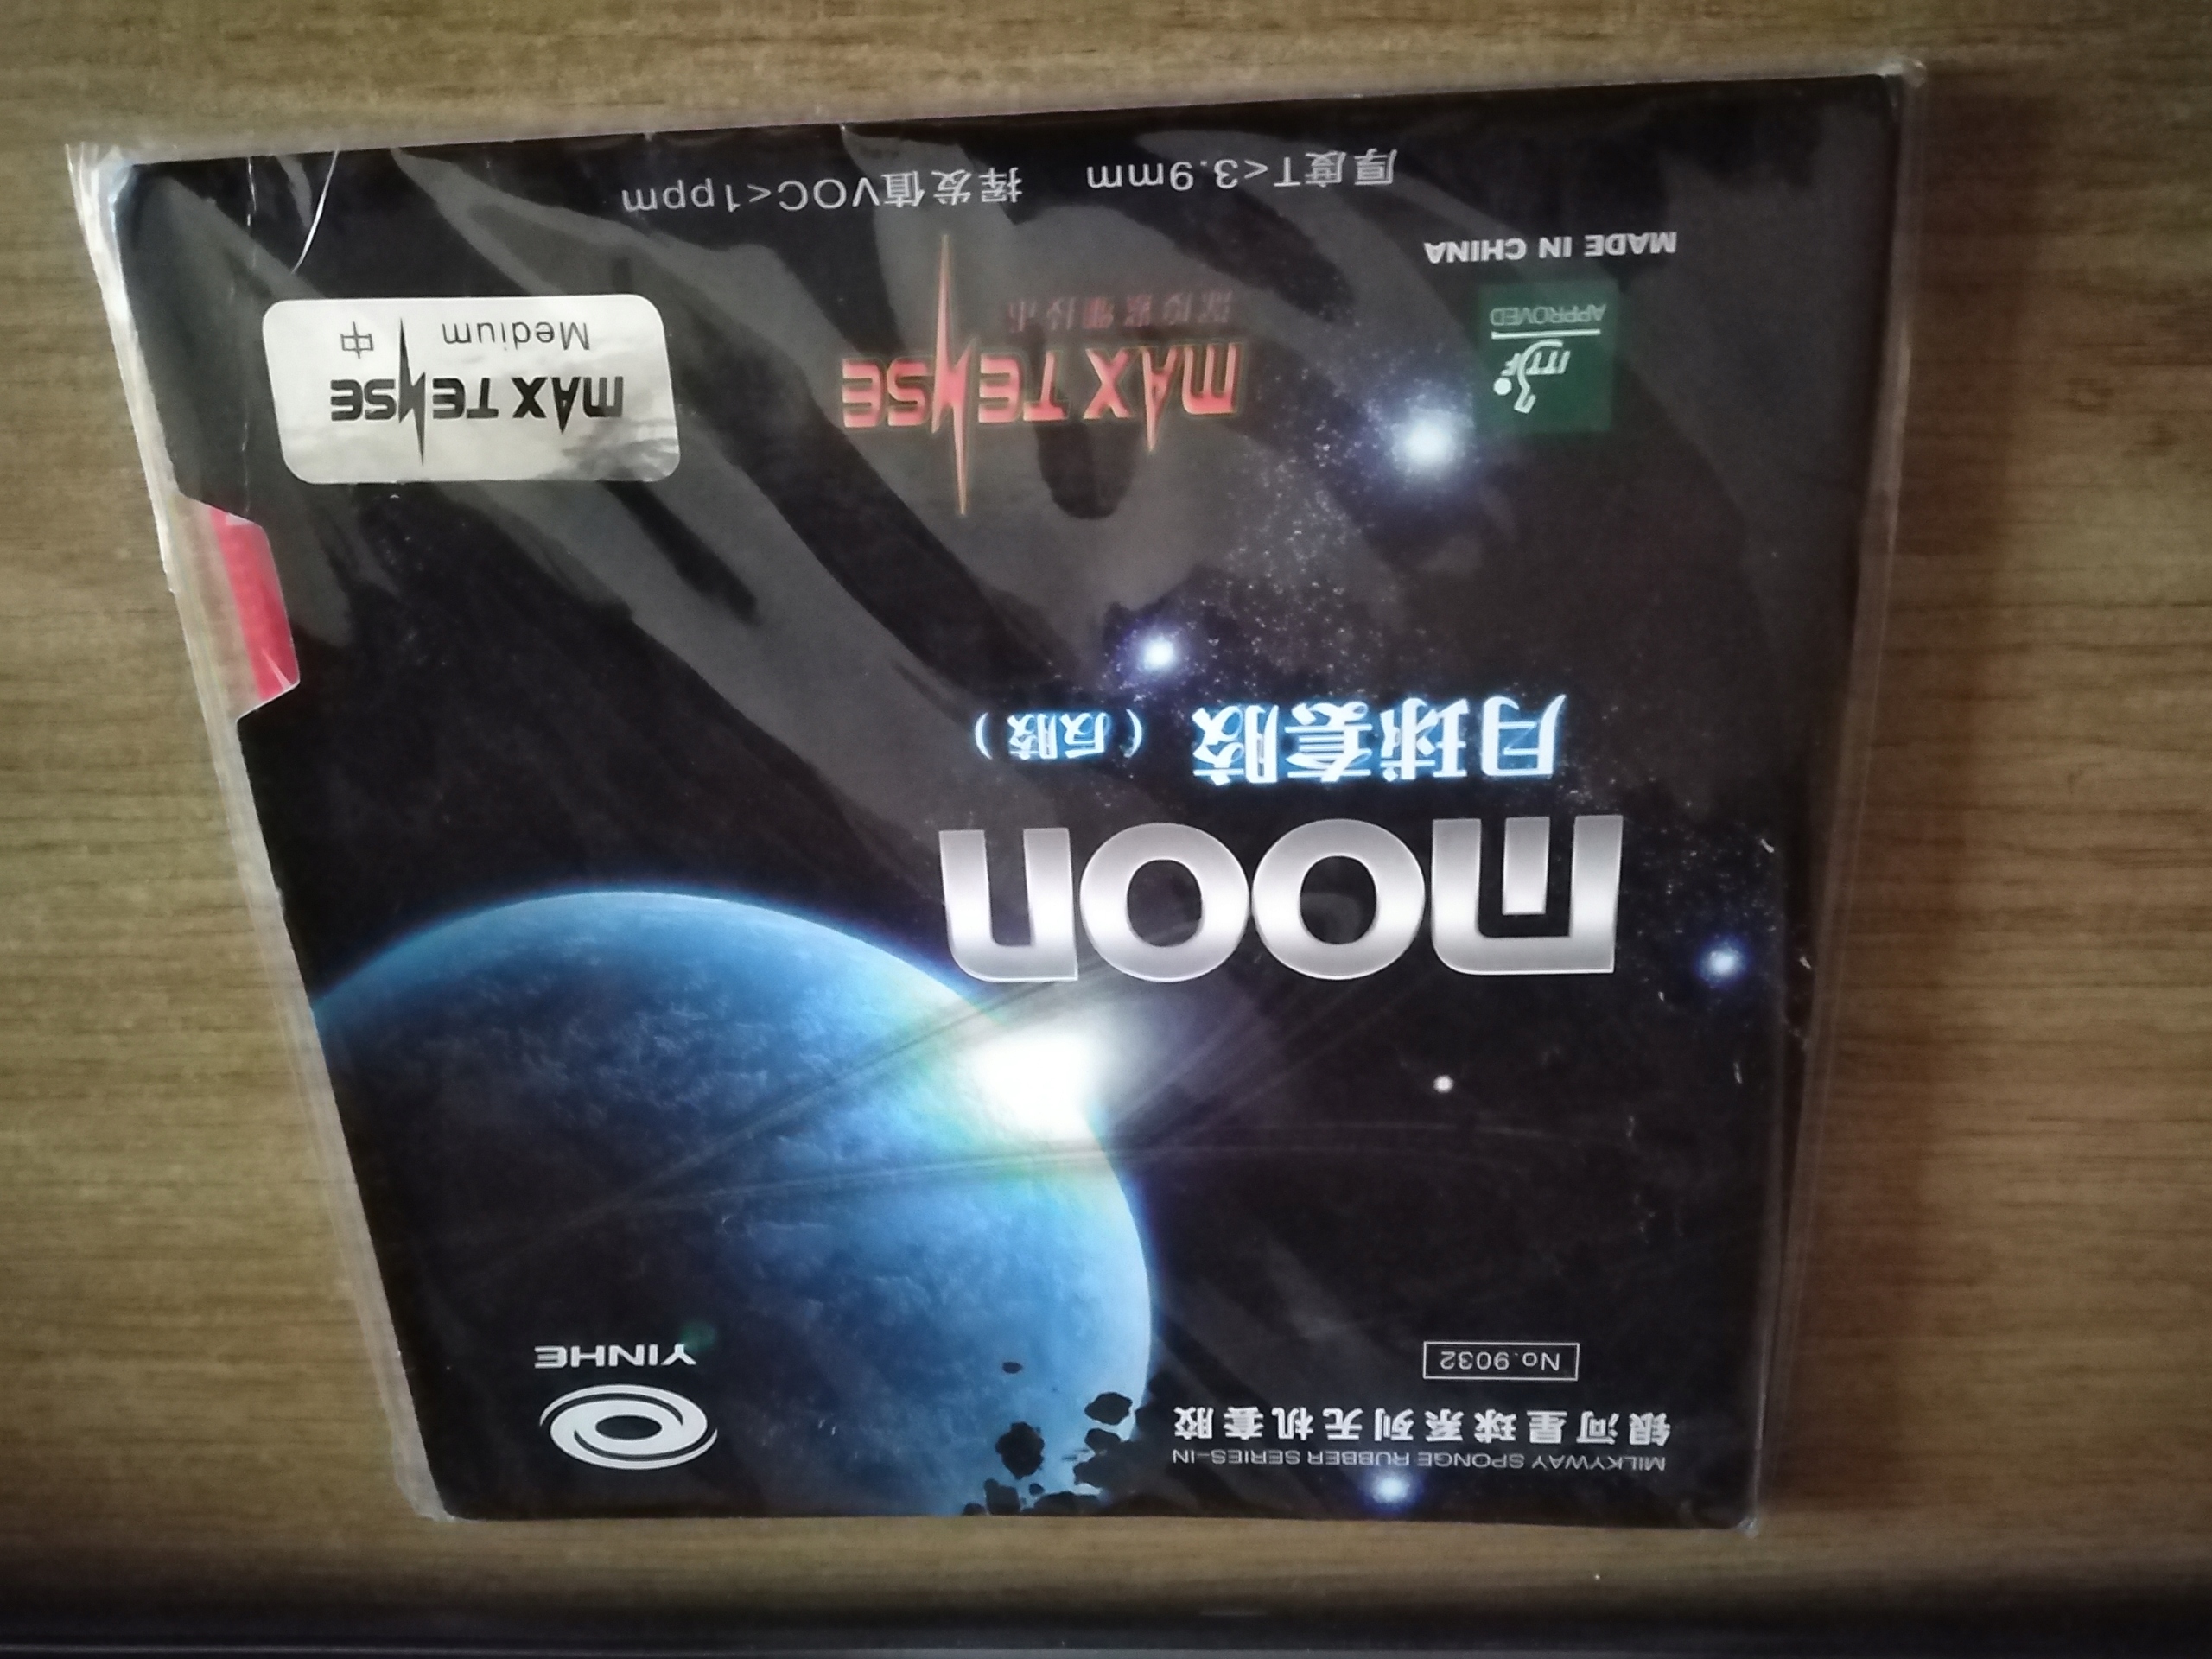 MILKYWAY SPONGE RUBBER SERIES-IN
银河星球系列无机套胶
No.9032
YINHE
moon
月球套胶（反胶）
ITTF
APPROVED
MADE IN CHINA
MAX TENSE
MAX TENSE
Medium 中
厚度T<3.9mm 挥发值VOC<1ppm